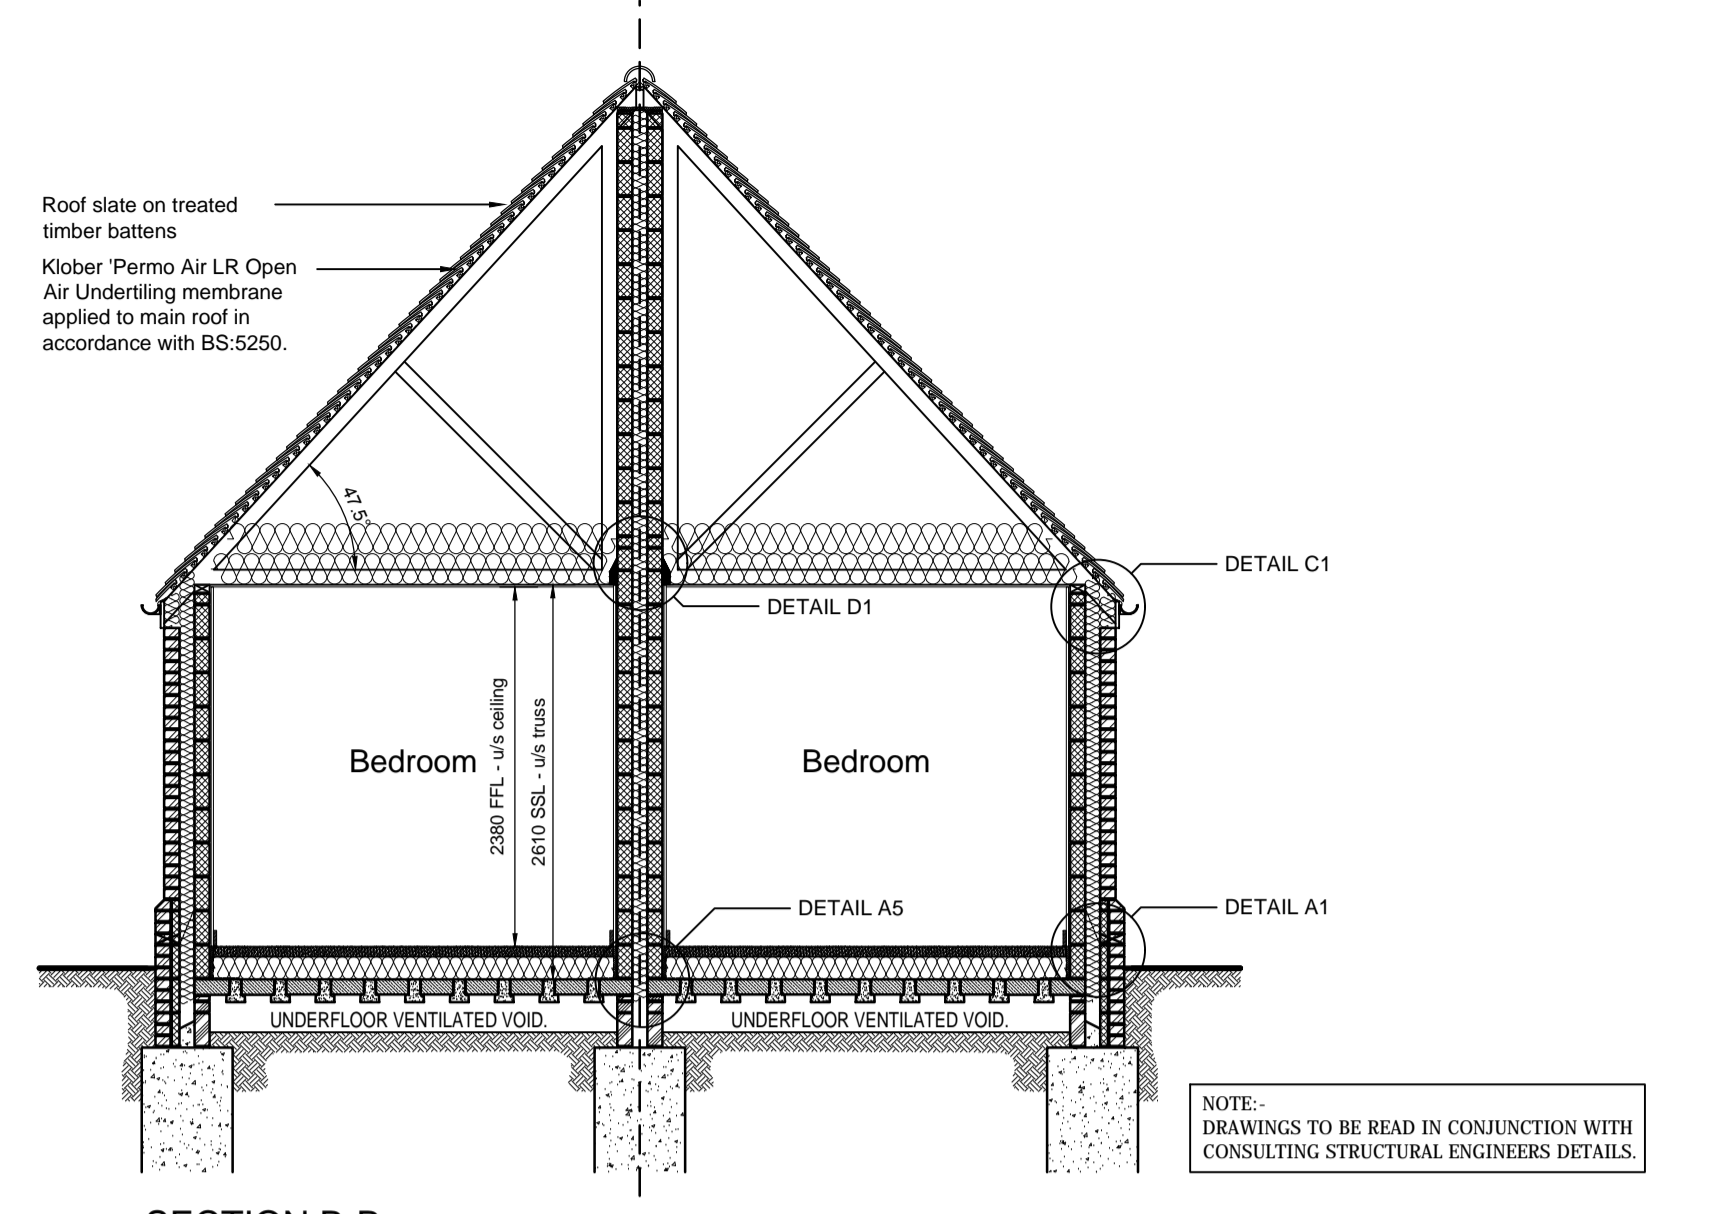 Roof slate on treated
timber battens
Klober 'Permo Air LR Open
Air Undertiling membrane
applied to main roof in
accordance with BS:5250.
47.5°
DETAIL C1
DETAIL D1
Bedroom
2380 FFL - u/s ceiling
2610 SSL - u/s truss
Bedroom
DETAIL A5
DETAIL A1
UNDERFLOOR VENTILATED VOID.
UNDERFLOOR VENTILATED VOID.
NOTE:-
DRAWINGS TO BE READ IN CONJUNCTION WITH
CONSULTING STRUCTURAL ENGINEERS DETAILS.
SECTION